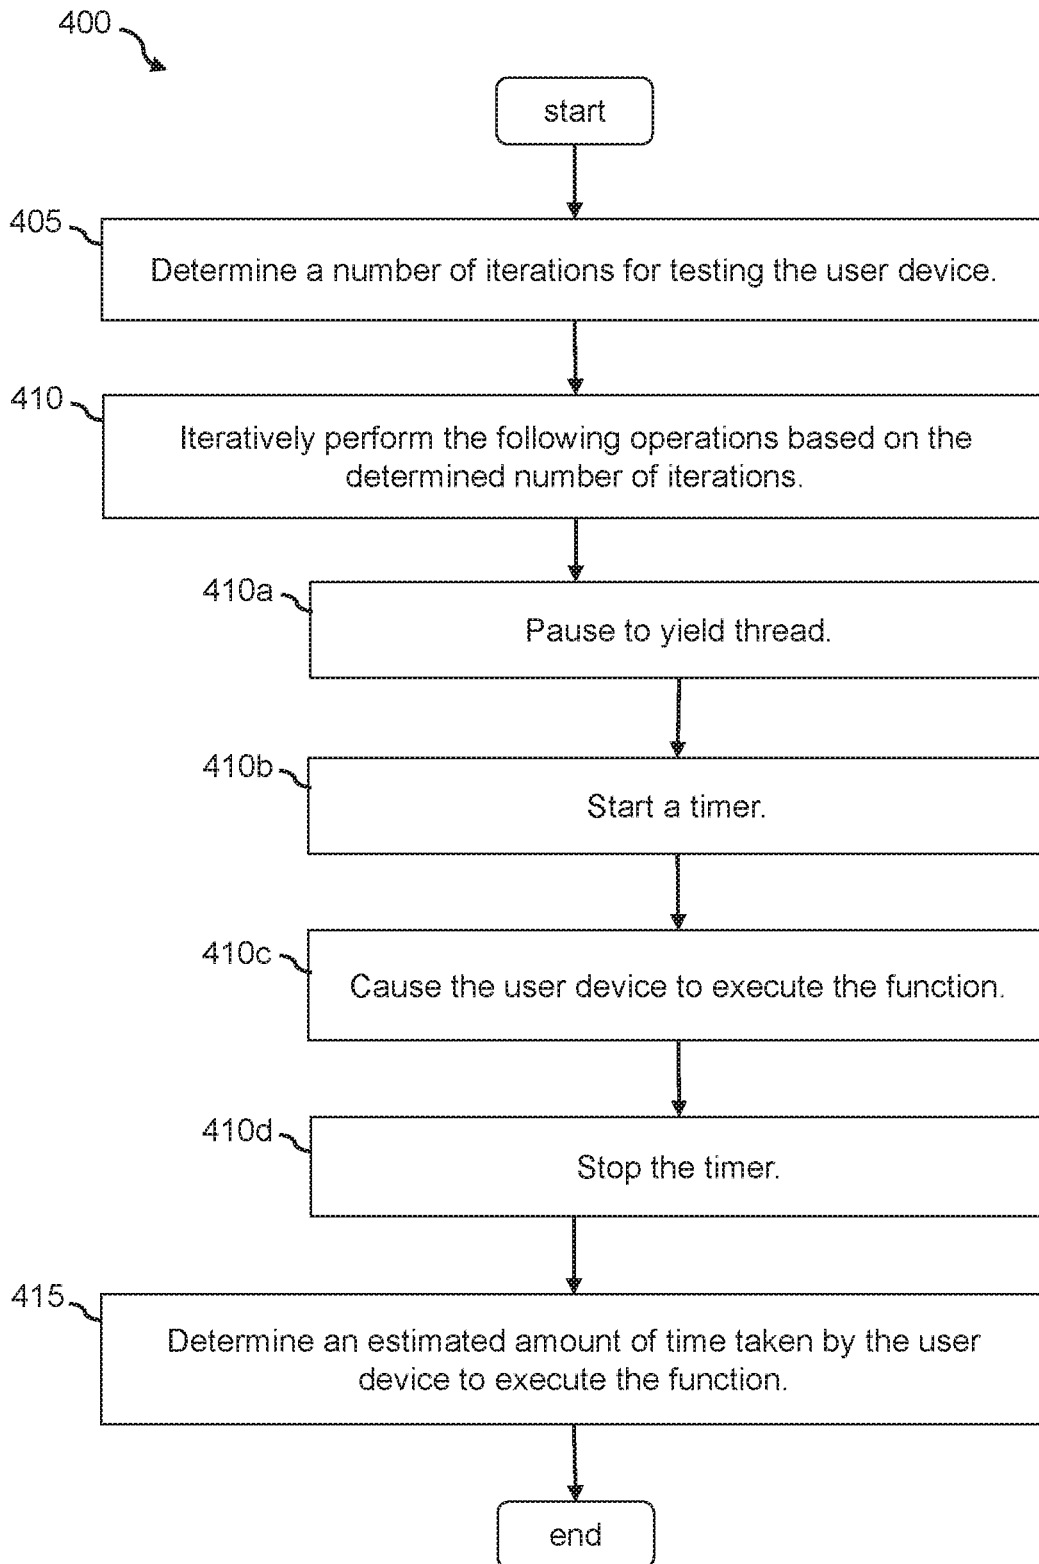 400
start
405
Determine a number of iterations for testing the user device.
410
Iteratively perform the following operations based on the
determined number of iterations.
410a
Pause to yield thread.
410b
Start a timer.
410c
Cause the user device to execute the function.
410d
Stop the timer.
415
Determine an estimated amount of time taken by the user
device to execute the function.
end